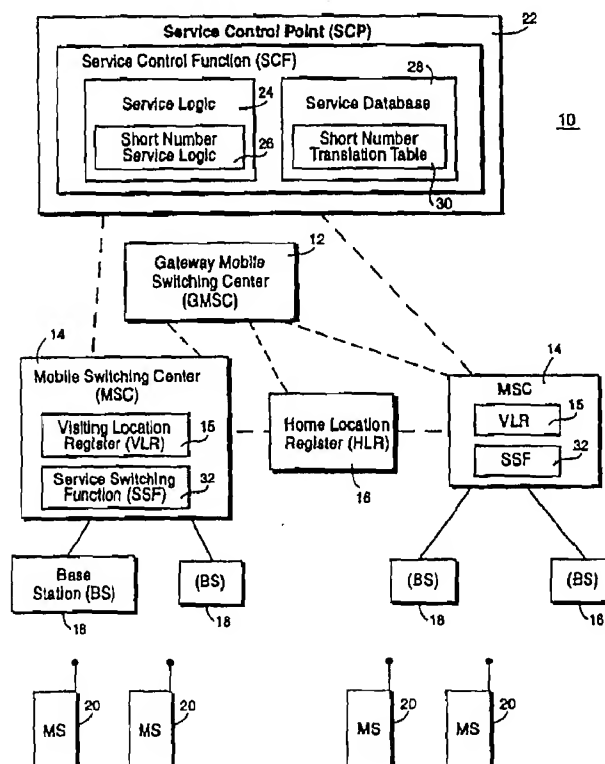 Service Control Point (SCP)
22
Service Control Function (SCF)
Service Logic
24
Short Number
Service Logic
26
28
Service Database
Short Number
Translation Table
30
10
12
Gateway Mobile
Switching Center
(GMSC)
14
Mobile Switching Center
(MSC)
Visiting Location
Register (VLR)
15
Service Switching
Function (SSF)
32
Home Location
Register (HLR)
16
14
MSC
VLR
15
SSF
32
Base
Station (BS)
18
(BS)
18
(BS)
18
(BS)
18
MS
20
MS
20
MS
20
MS
20